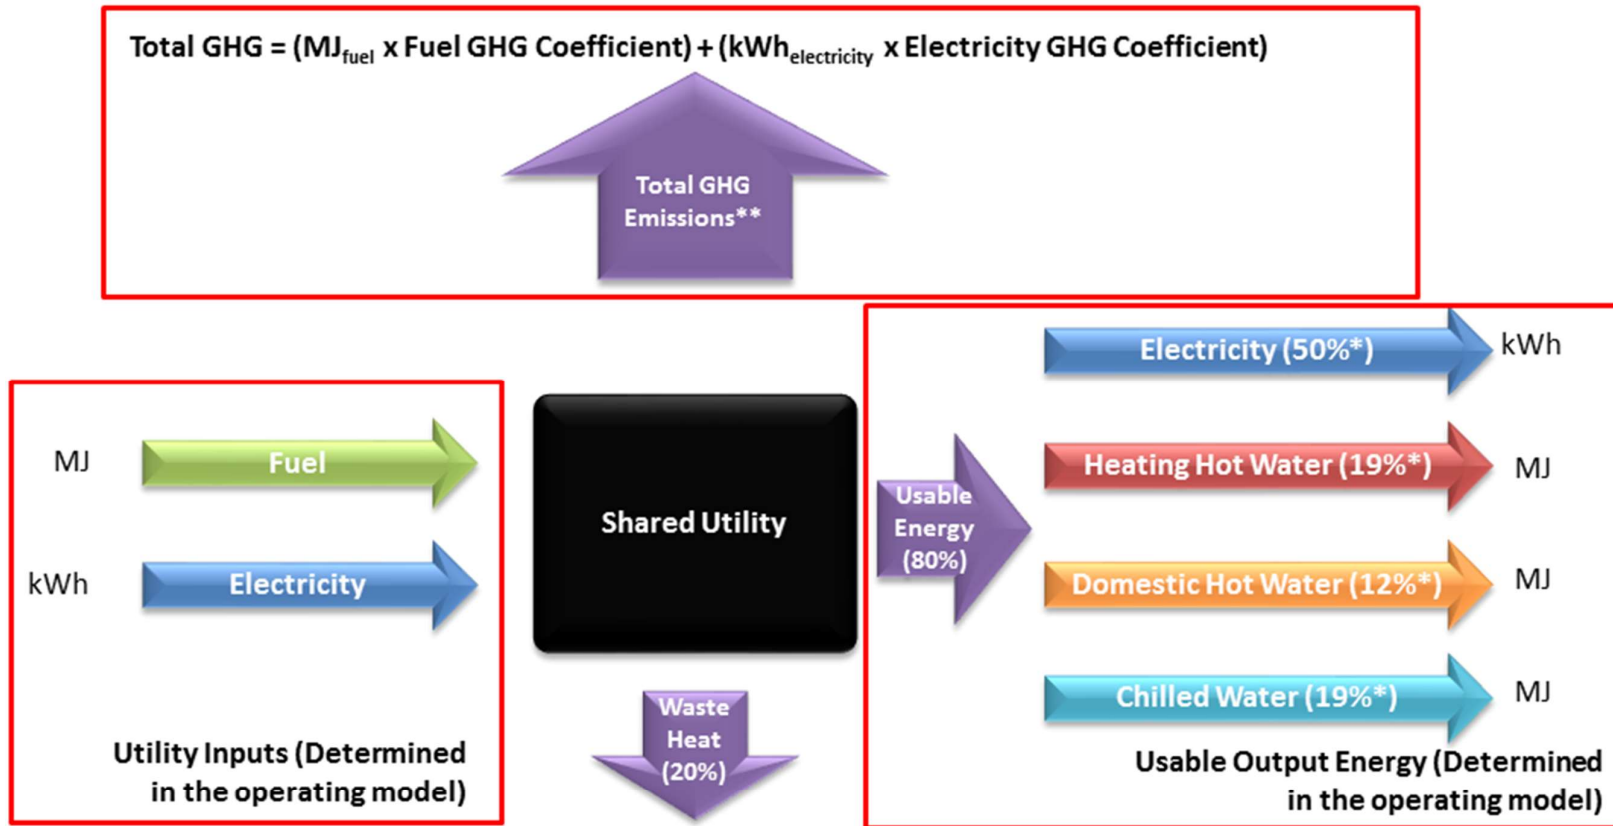 Total GHG = (MJfuel x Fuel GHG Coefficient) + (kWhelectricity x Electricity GHG Coefficient)
Total GHG
Emissions**
MJ
Fuel
kWh
Electricity
Utility Inputs (Determined
in the operating model)
Shared Utility
Waste
Heat
(20%)
Usable
Energy
(80%)
Electricity (50%*)
kWh
Heating Hot Water (19%*)
MJ
Domestic Hot Water (12%*)
MJ
Chilled Water (19%*)
MJ
Usable Output Energy (Determined
in the operating model)